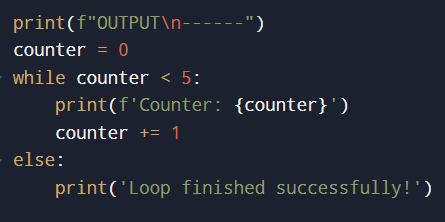 print(f"OUTPUT\n------")
counter = 0
while counter < 5:
    print(f'Counter: {counter}')
    counter += 1
else:
    print('Loop finished successfully!')